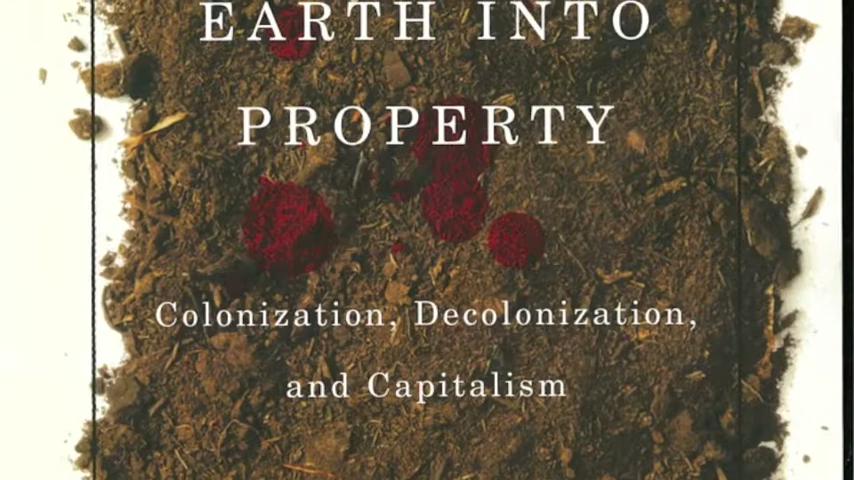 EARTH INTO
PROPERTY
Colonization, Decolonization,
and Capitalism